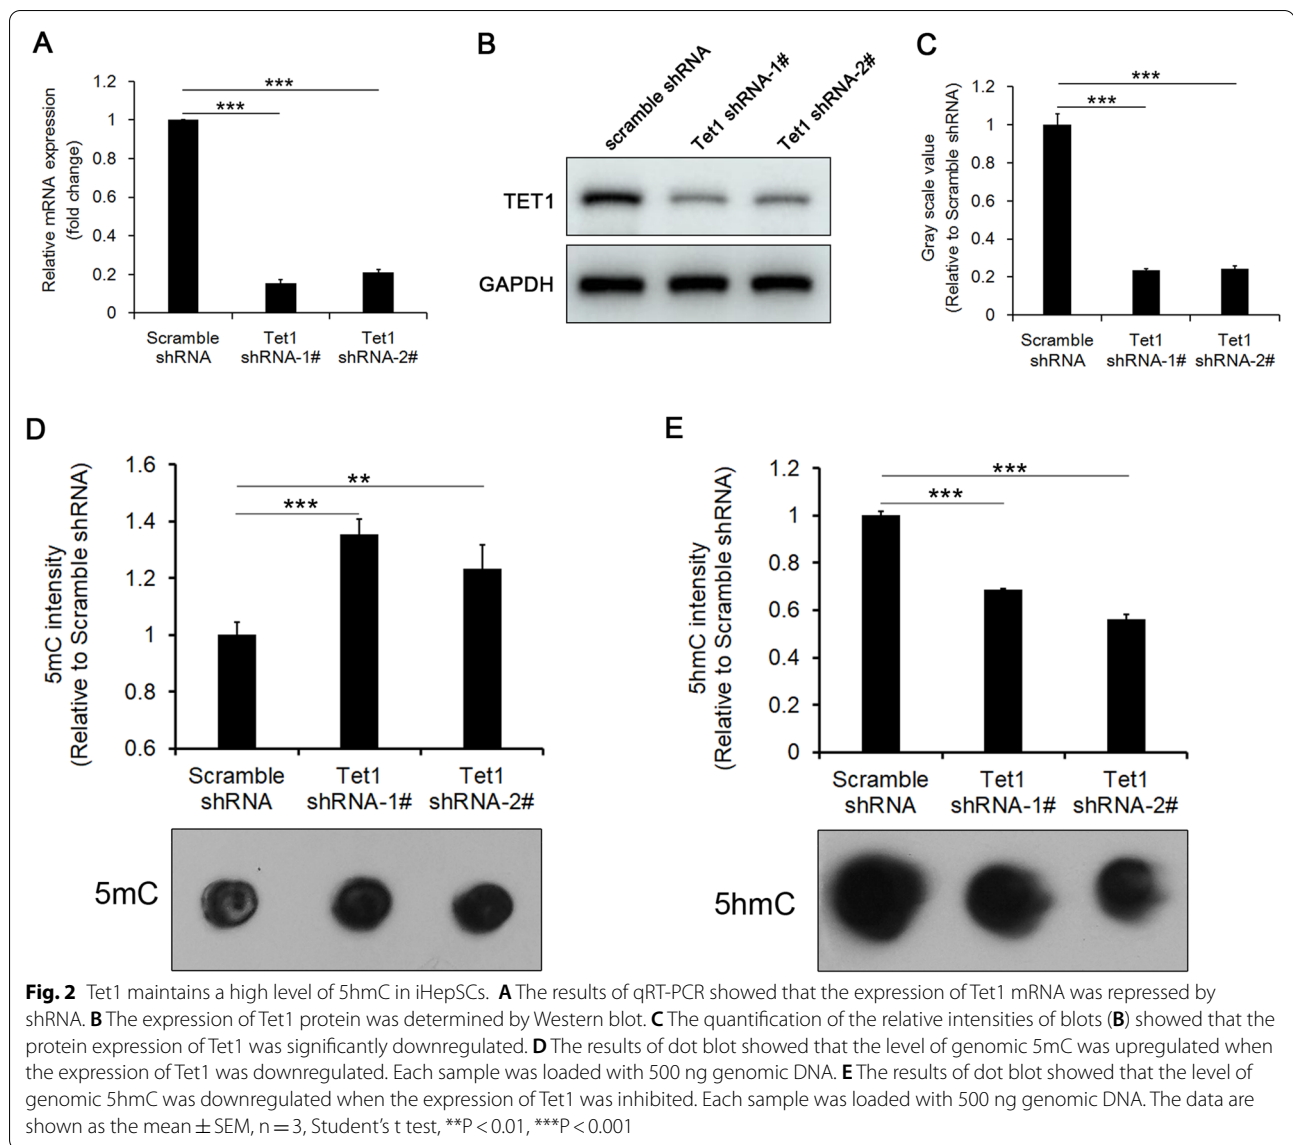 A
Relative mRNA expression
(fold change)
1.2
1
0.8
0.6
0.4
0.2
0
***
***
Scramble
shRNA
Tet1
shRNA-1#
Tet1
shRNA-2#
B
scramble shRNA
Tet1 shRNA-1#
Tet1 shRNA-2#
TET1
GAPDH
C
Gray scale value
(Relative to Scramble shRNA)
1.2
1
0.8
0.6
0.4
0.2
0
***
***
Scramble
shRNA
Tet1
shRNA-1#
Tet1
shRNA-2#
D
5mC intensity
(Relative to Scramble shRNA)
1.6
1.4
1.2
1
0.8
0.6
**
***
Scramble
shRNA
Tet1
shRNA-1#
Tet1
shRNA-2#
5mC
E
5hmC intensity
(Relative to Scramble shRNA)
1.2
1
0.8
0.6
0.4
0.2
0
***
***
Scramble
shRNA
Tet1
shRNA-1#
Tet1
shRNA-2#
5hmC
Fig. 2 Tet1 maintains a high level of 5hmC in iHepSCs. A The results of qRT-PCR showed that the expression of Tet1 mRNA was repressed by
shRNA. B The expression of Tet1 protein was determined by Western blot. C The quantification of the relative intensities of blots (B) showed that the
protein expression of Tet1 was significantly downregulated. D The results of dot blot showed that the level of genomic 5mC was upregulated when
the expression of Tet1 was downregulated. Each sample was loaded with 500 ng genomic DNA. E The results of dot blot showed that the level of
genomic 5hmC was downregulated when the expression of Tet1 was inhibited. Each sample was loaded with 500 ng genomic DNA. The data are
shown as the mean ± SEM, n = 3, Student's t test, **P < 0.01, ***P < 0.001